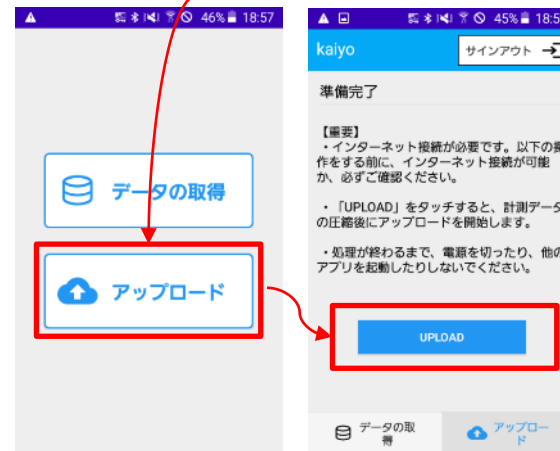 46% 18:57
データの取得
アップロード
45% 18:5
kaiyo
サインアウト
準備完了
【重要】
・インターネット接続が必要です。以下の操
作をする前に、インターネット接続が可能
か、必ずご確認ください。
・「UPLOAD」をタッチすると、計測データ
の圧縮後にアップロードを開始します。
・処理が終わるまで、電源を切ったり、他の
アプリを起動したりしないでください。
UPLOAD
データの取
得
アップロー
ド